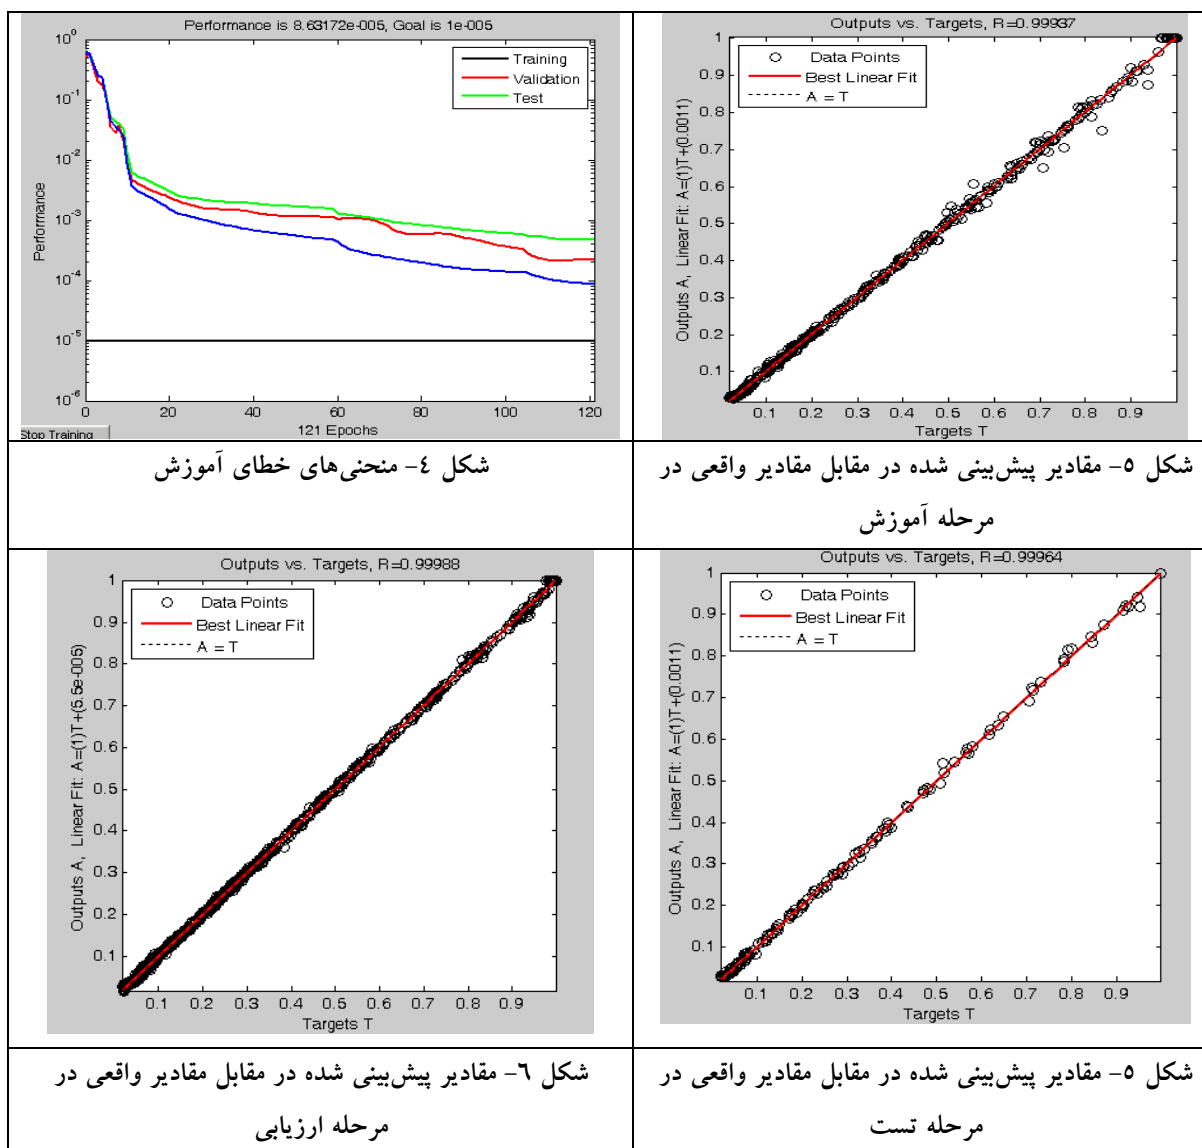 Performance is 8.63172e-005, Goal is 1e-005
10⁰
10⁻¹
10⁻²
10⁻³
10⁻⁴
10⁻⁵
10⁻⁶
Performance
Training
Validation
Test
0 20 40 60 80 100 120
121 Epochs
Stop Training
شکل ٤- منحنی‌های خطای آموزش
Outputs vs. Targets, R=0.99937
Data Points
Best Linear Fit
A = T
Outputs A, Linear Fit: A=(1)T+(0.0011)
1
0.9
0.8
0.7
0.6
0.5
0.4
0.3
0.2
0.1
0.1 0.2 0.3 0.4 0.5 0.6 0.7 0.8 0.9
Targets T
شکل ٥- مقادیر پیش‌بینی شده در مقابل مقادیر واقعی در
مرحله آموزش
Outputs vs. Targets, R=0.99988
Data Points
Best Linear Fit
A = T
Outputs A, Linear Fit: A=(1)T+(5.5e-005)
1
0.9
0.8
0.7
0.6
0.5
0.4
0.3
0.2
0.1
0.1 0.2 0.3 0.4 0.5 0.6 0.7 0.8 0.9
Targets T
شکل ٦- مقادیر پیش‌بینی شده در مقابل مقادیر واقعی در
مرحله ارزیابی
Outputs vs. Targets, R=0.99964
Data Points
Best Linear Fit
A = T
Outputs A, Linear Fit: A=(1)T+(0.0011)
1
0.9
0.8
0.7
0.6
0.5
0.4
0.3
0.2
0.1
0.1 0.2 0.3 0.4 0.5 0.6 0.7 0.8 0.9
Targets T
شکل ٥- مقادیر پیش‌بینی شده در مقابل مقادیر واقعی در
مرحله تست